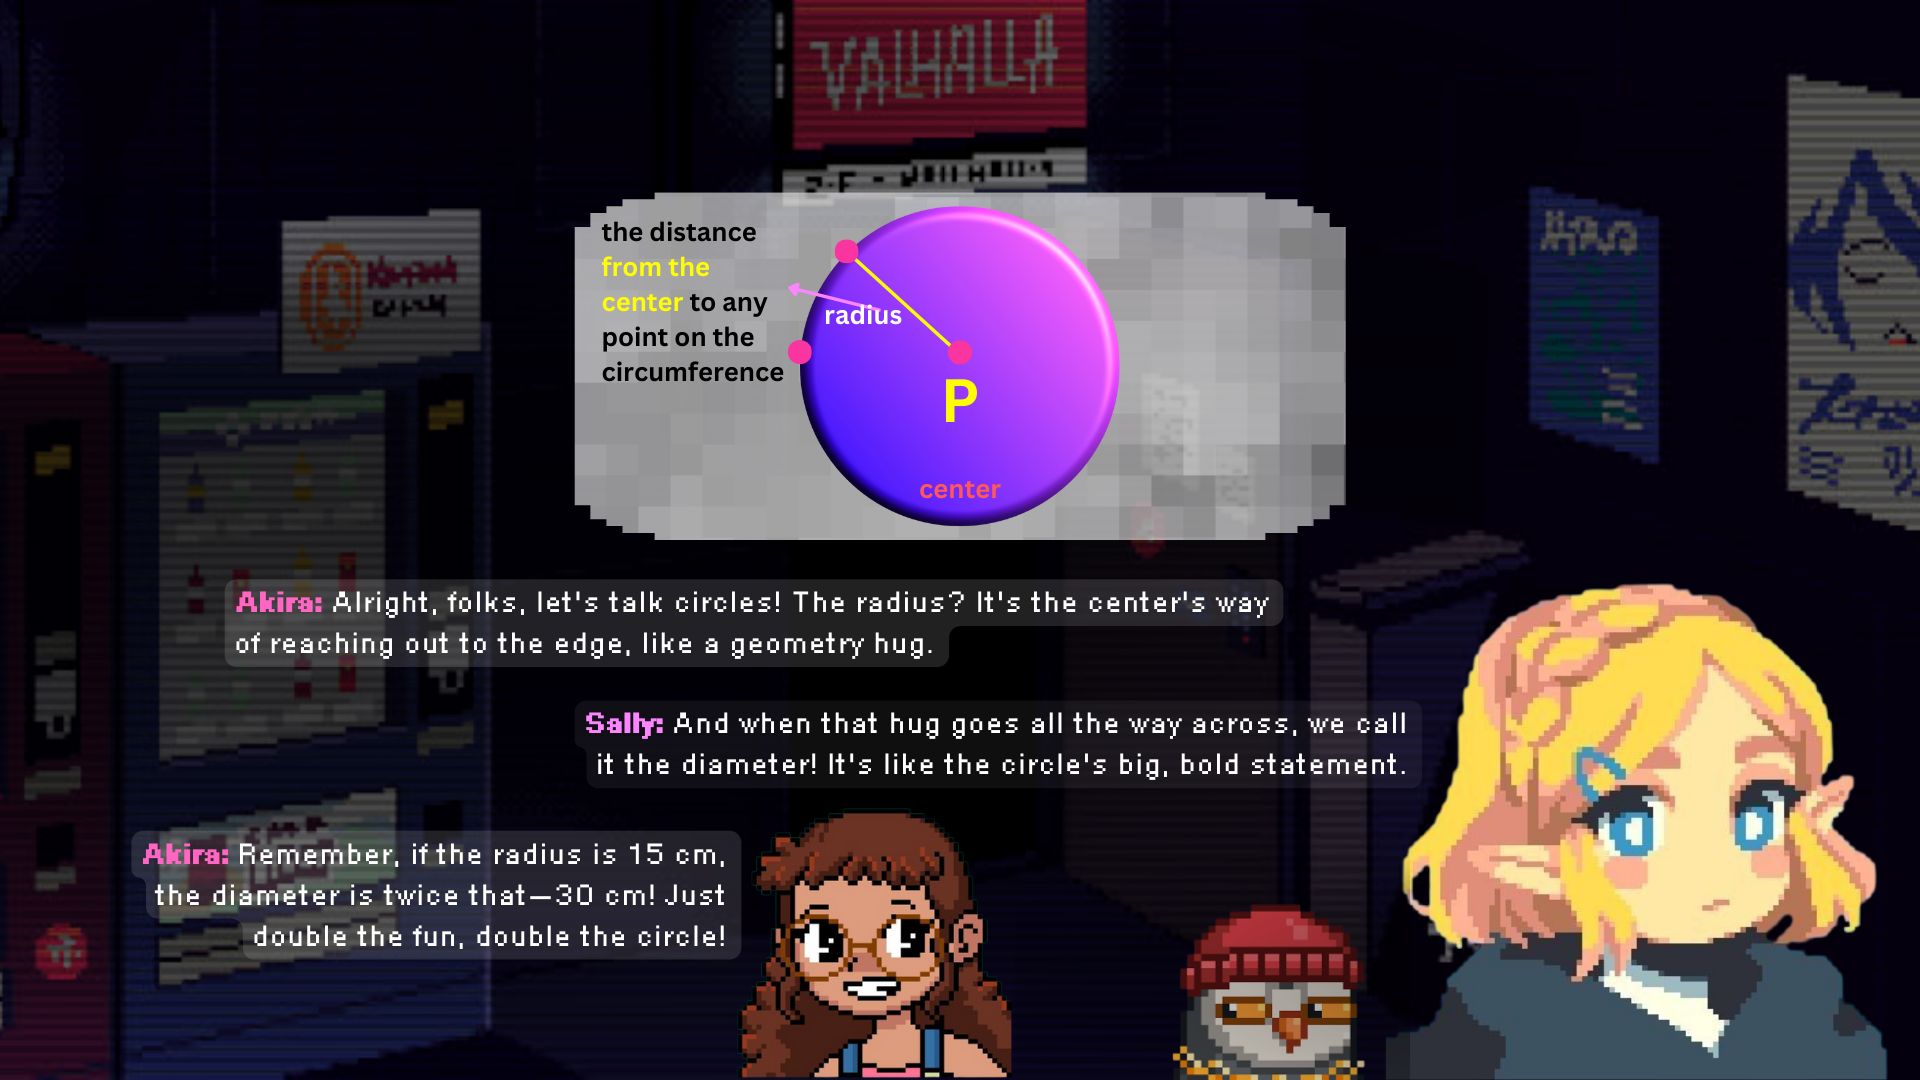 VALHALLA
the distance
from the
center to any
point on the
circumference
radius
P
center
Akira: Alright, folks, let's talk circles! The radius? It's the center's way
of reaching out to the edge, like a geometry hug.
Sally: And when that hug goes all the way across, we call
it the diameter! It's like the circle's big, bold statement.
Akira: Remember, if the radius is 15 cm,
the diameter is twice that—30 cm! Just
double the fun, double the circle!